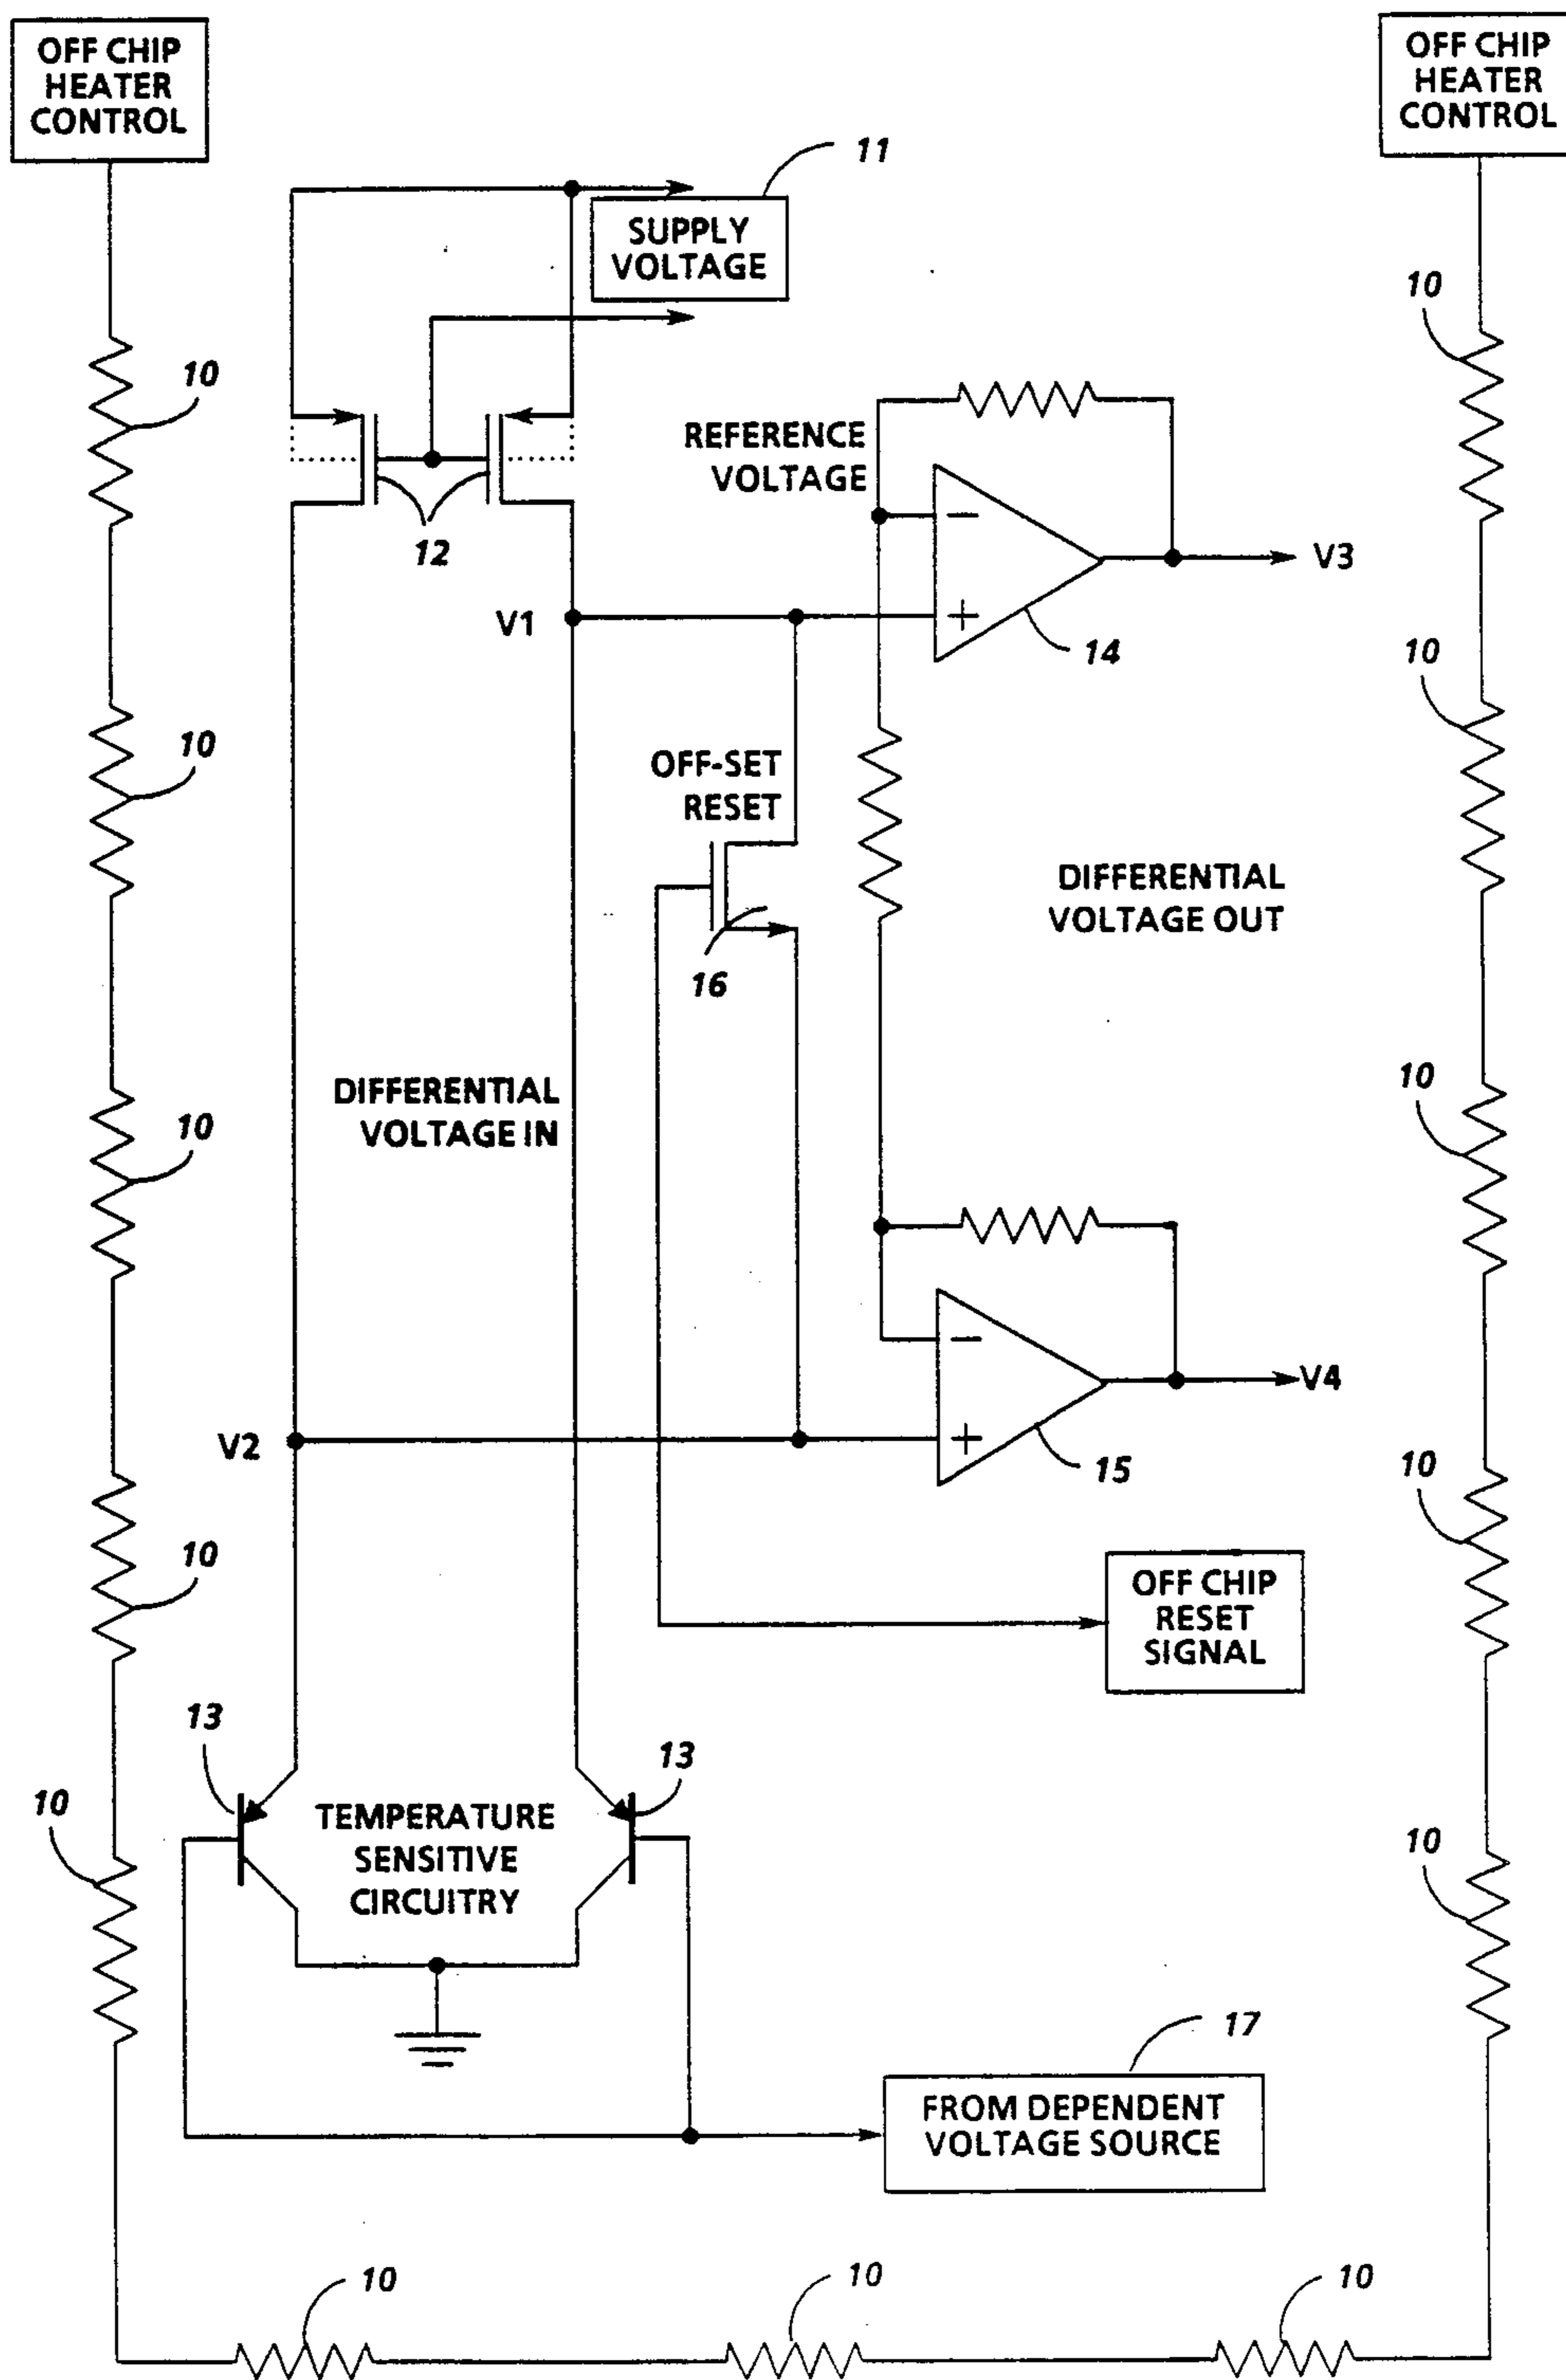 OFF CHIP
HEATER
CONTROL
OFF CHIP
HEATER
CONTROL
11
SUPPLY
VOLTAGE
10
10
REFERENCE
VOLTAGE
12
V3
V1
14
10
10
OFF-SET
RESET
DIFFERENTIAL
VOLTAGE OUT
16
DIFFERENTIAL
VOLTAGE IN
10
10
V4
V2
15
10
10
OFF CHIP
RESET
SIGNAL
13
13
10
TEMPERATURE
SENSITIVE
CIRCUITRY
10
17
FROM DEPENDENT
VOLTAGE SOURCE
10
10
10